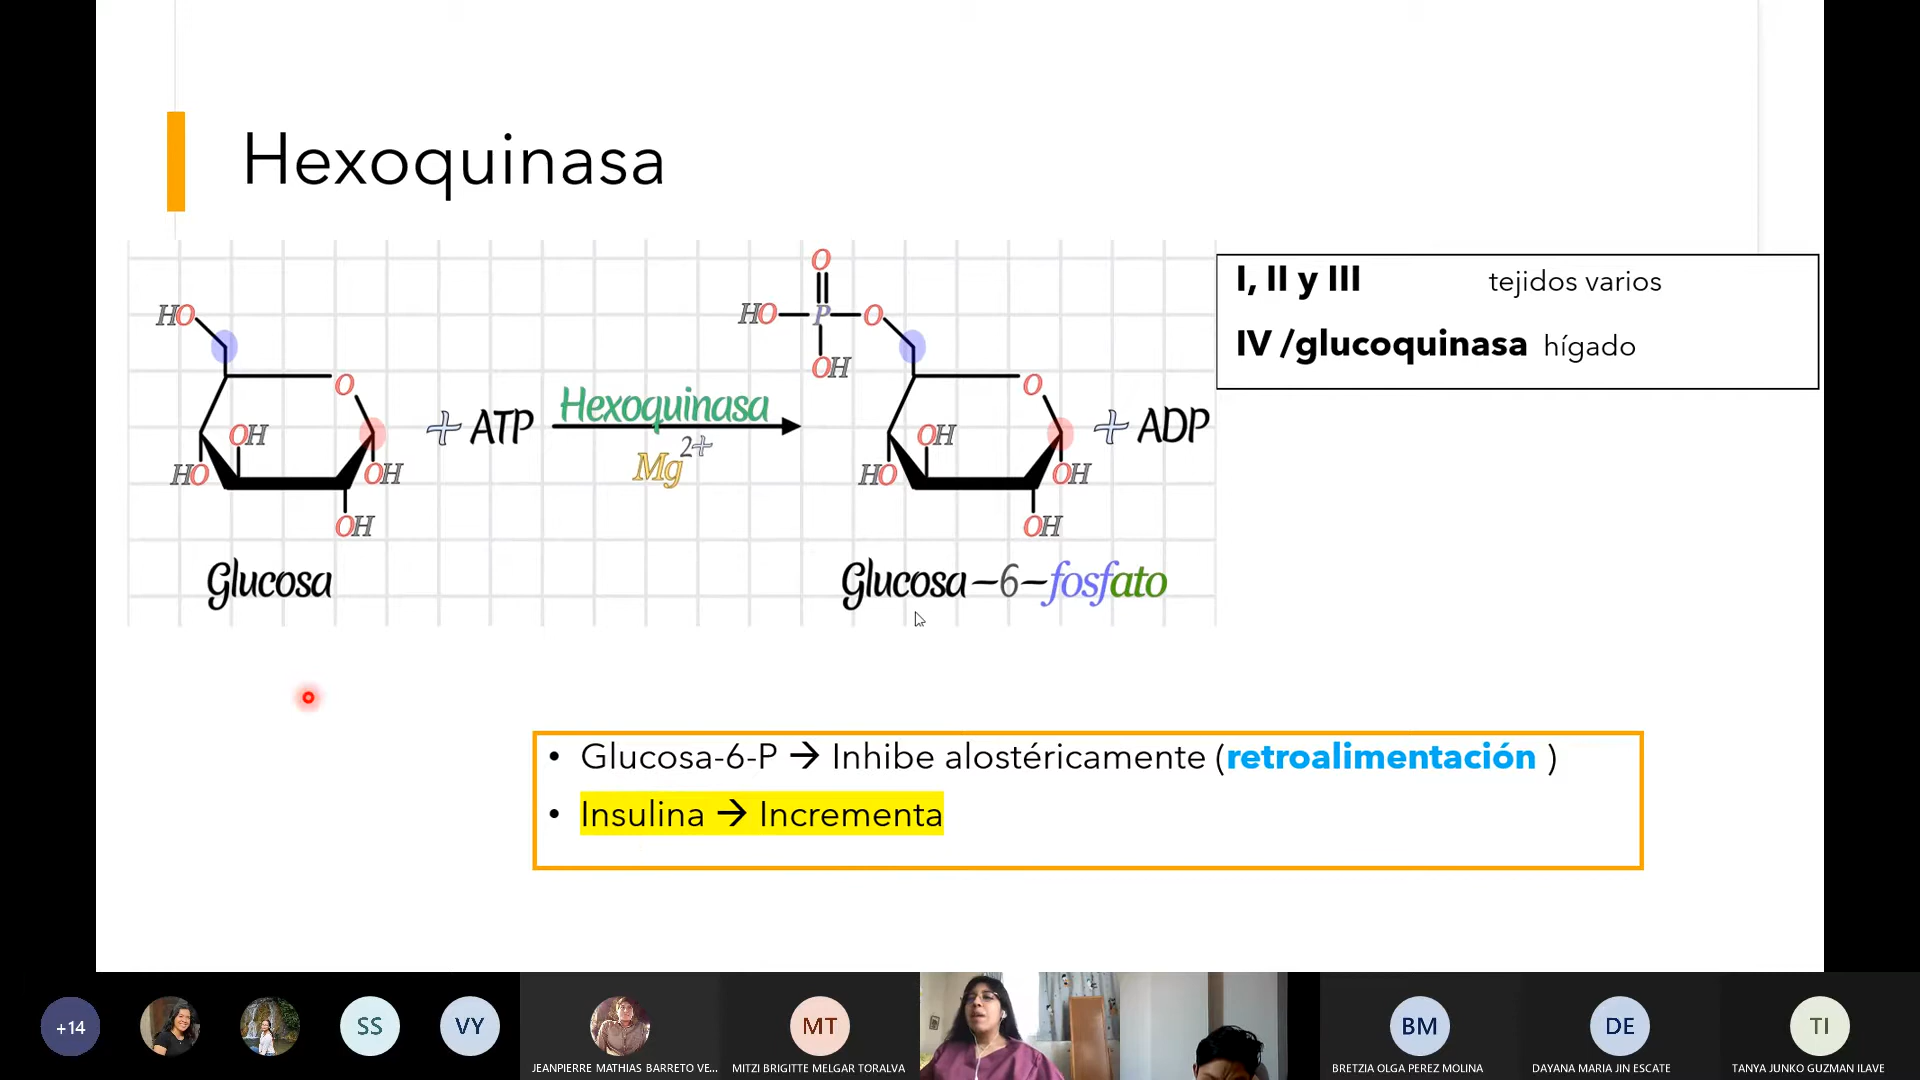 Hexoquinasa
I, II y III tejidos varios
IV /glucoquinasa hígado
HO
O
OH
HO
OH
OH
Glucosa
+ ATP
Hexoquinasa
Mg2+
O
HO P O
OH
O
OH
HO
OH
OH
+ ADP
Glucosa-6-fosfato
• Glucosa-6-P → Inhibe alostéricamente (retroalimentación )
• Insulina → Incrementa
+14
SS
VY
MT
BM
DE
TI
JEANPIERRE MATHIAS BARRETO VE...
MITZI BRIGITTE MELGAR TORALVA
BRETZIA OLGA PEREZ MOLINA
DAYANA MARIA JIN ESCATE
TANYA JUNKO GUZMAN ILAVE